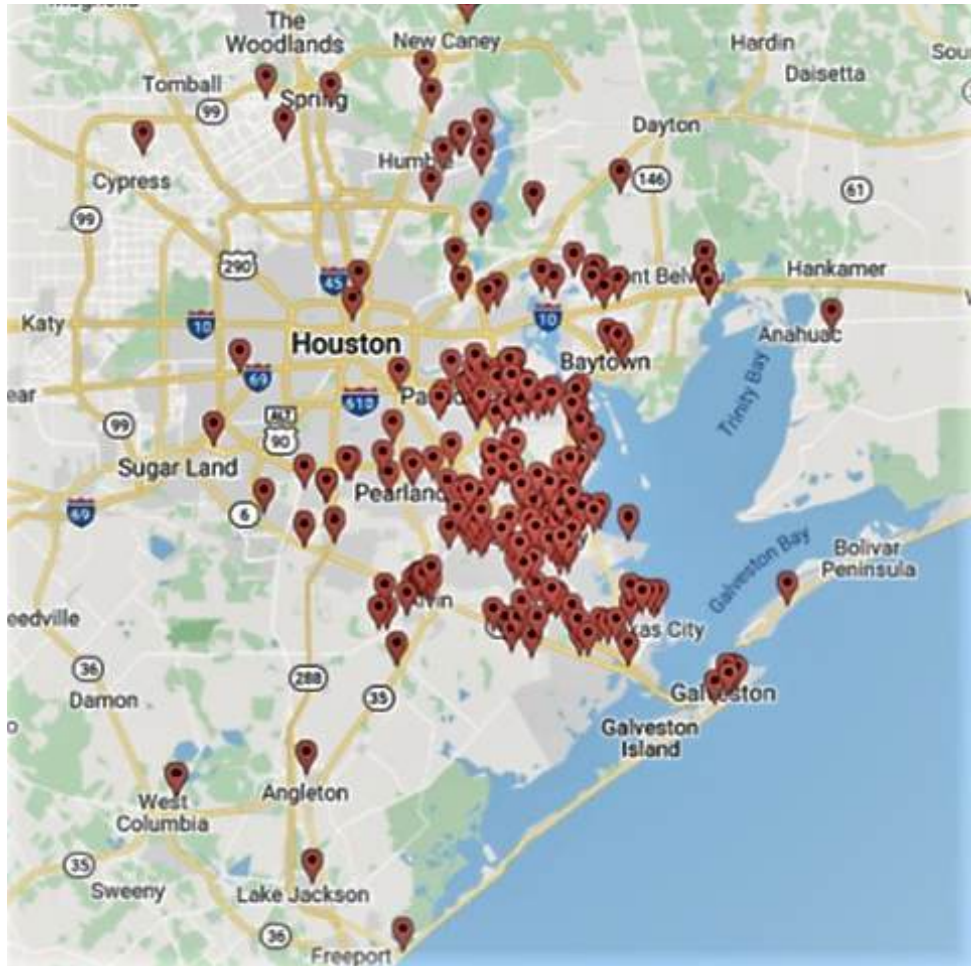 The
Woodlands
New Caney
Hardin
Daisetta
Tomball
Spring
99
Dayton
Cypress
146
61
99
290
45
Hankamer
Katy
10
10
Anahuac
Houston
Baytown
69
610
Trinity Bay
99
ALT
90
Sugar Land
Pearland
69
6
Galveston Bay
Bolivar
Peninsula
36
288
35
Damon
Galveston
Galveston
Island
West
Columbia
Angleton
35
Sweeny
Lake Jackson
36
Freeport